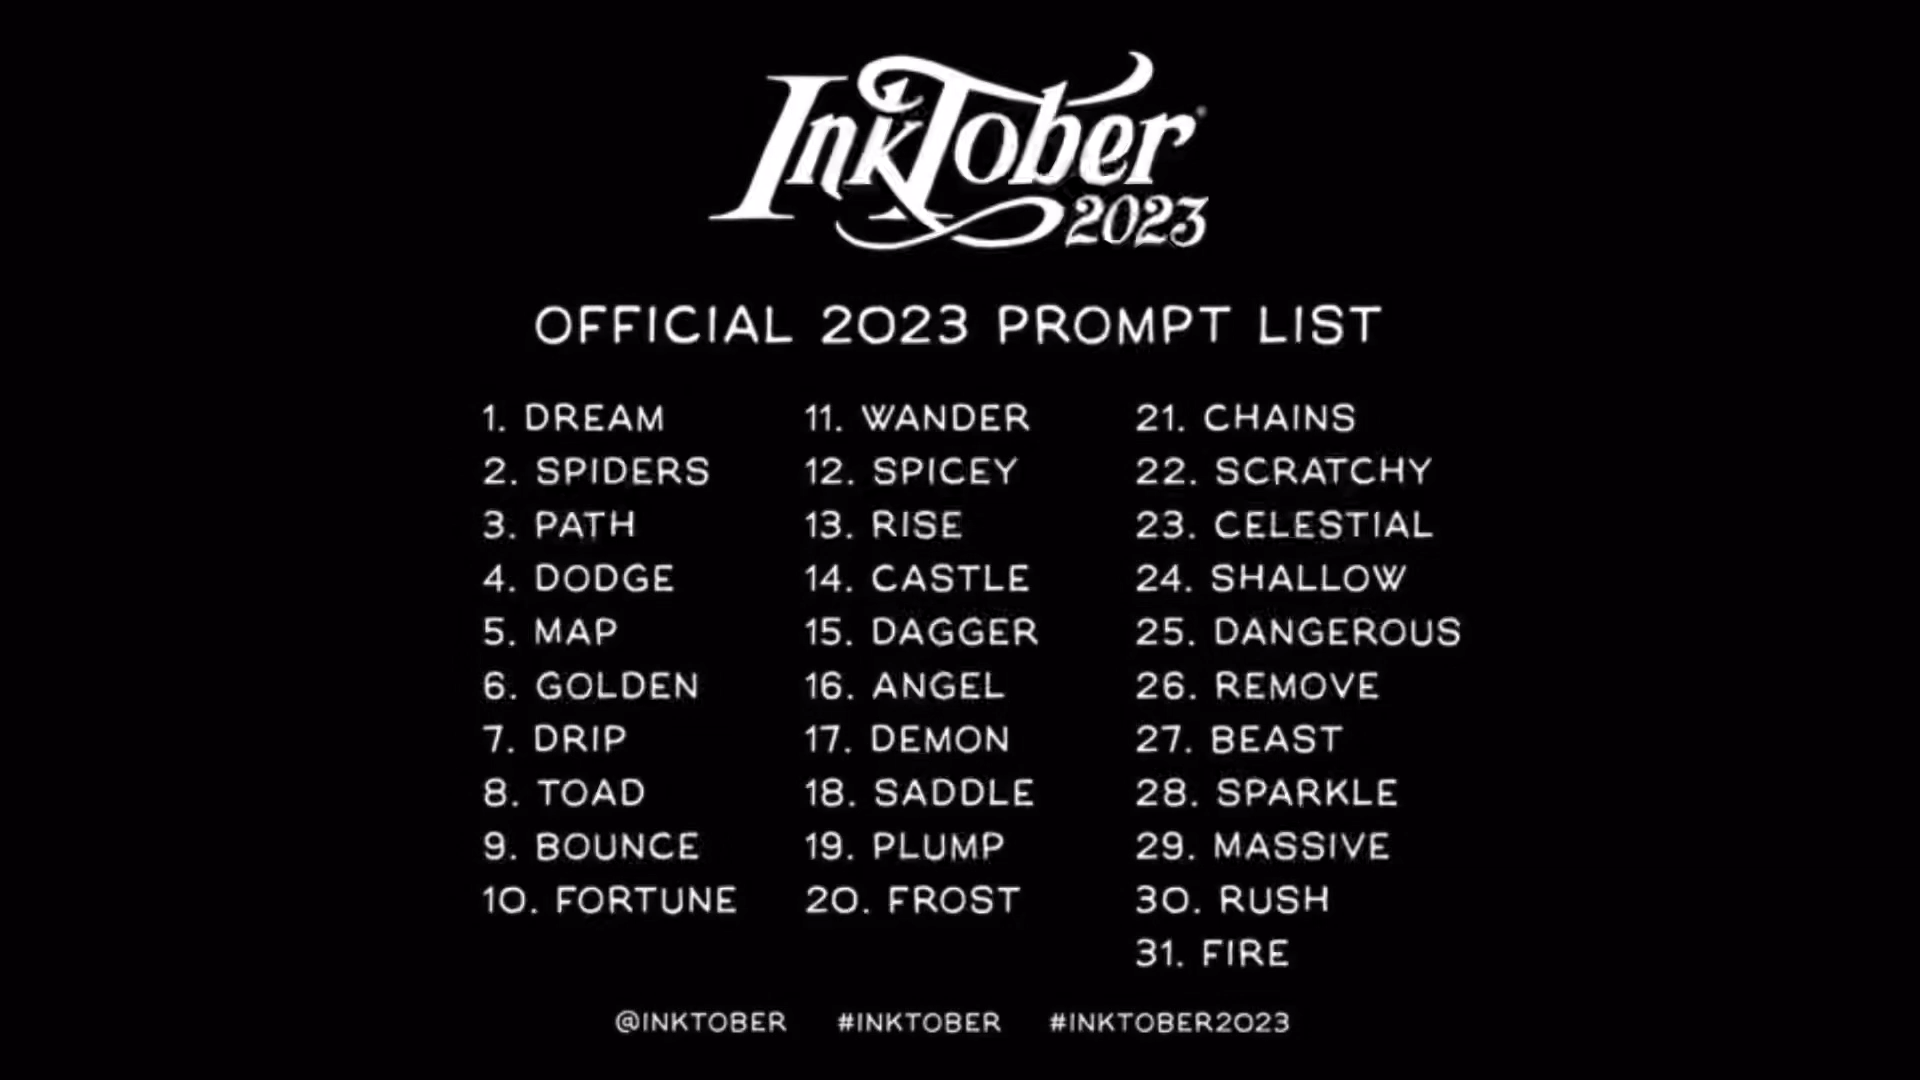 InkTober
2023
OFFICIAL 2023 PROMPT LIST
1. DREAM
2. SPIDERS
3. PATH
4. DODGE
5. MAP
6. GOLDEN
7. DRIP
8. TOAD
9. BOUNCE
10. FORTUNE
11. WANDER
12. SPICEY
13. RISE
14. CASTLE
15. DAGGER
16. ANGEL
17. DEMON
18. SADDLE
19. PLUMP
20. FROST
21. CHAINS
22. SCRATCHY
23. CELESTIAL
24. SHALLOW
25. DANGEROUS
26. REMOVE
27. BEAST
28. SPARKLE
29. MASSIVE
30. RUSH
31. FIRE
@INKTOBER #INKTOBER #INKTOBER2023